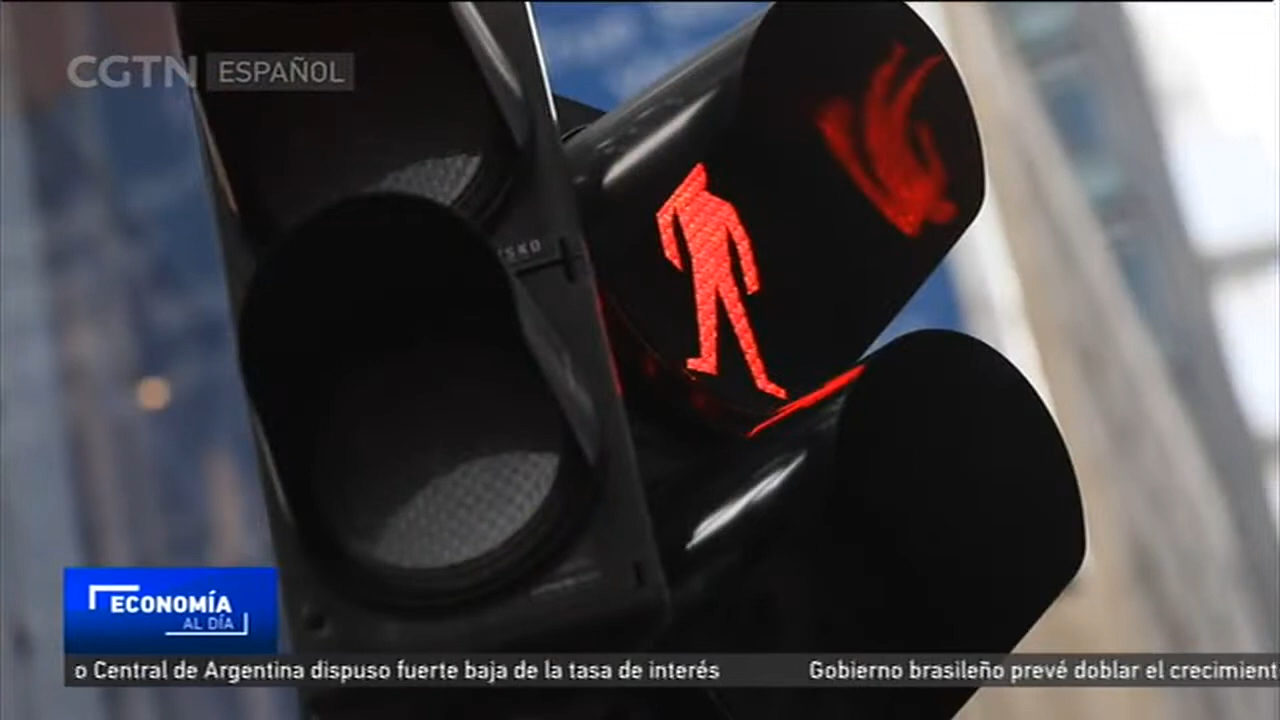 CGTN ESPAÑOL
ECONOMÍA
AL DÍA
o Central de Argentina dispuso fuerte baja de la tasa de interés Gobierno brasileño prevé doblar el crecimient